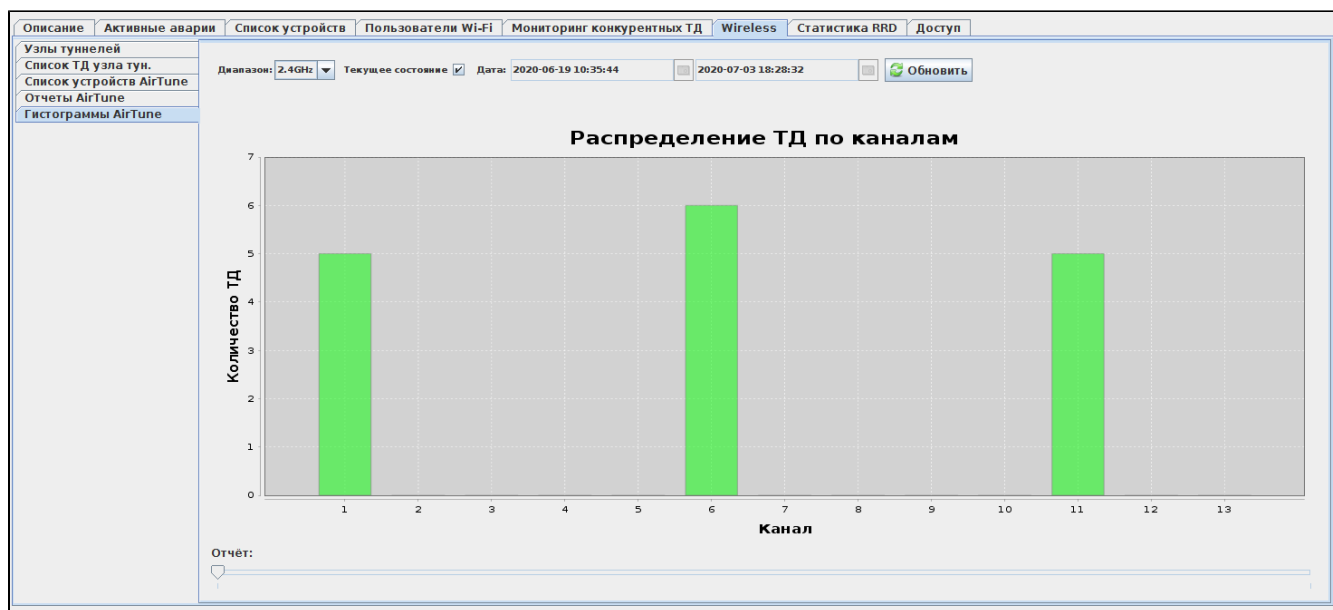 Описание Активные аварии Список устройств Пользователи Wi-Fi Мониторинг конкурентных ТД Wireless Статистика RRD Доступ
Узлы туннелей
Список ТД узла тун.
Список устройств AirTune
Отчеты AirTune
Гистограммы AirTune
Диапазон: 2.4GHz Текущее состояние Дата: 2020-06-19 10:35:44 2020-07-03 18:28:32 Обновить
Распределение ТД по каналам
Количество ТД
7
6
5
4
3
2
1
0
1 2 3 4 5 6 7 8 9 10 11 12 13
Канал
Отчёт: